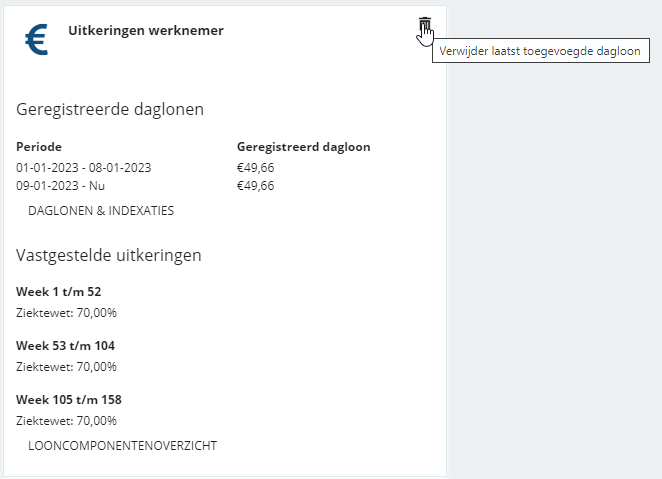 € Uitkeringen werknemer
Verwijder laatst toegevoegde dagloon
Geregistreerde daglonen
Periode Geregistreerd dagloon
01-01-2023 - 08-01-2023 €49,66
09-01-2023 - Nu €49,66
DAGLONEN & INDEXATIES
Vastgestelde uitkeringen
Week 1 t/m 52
Ziektewet: 70,00%
Week 53 t/m 104
Ziektewet: 70,00%
Week 105 t/m 158
Ziektewet: 70,00%
LOONCOMPONENTENOVERZICHT